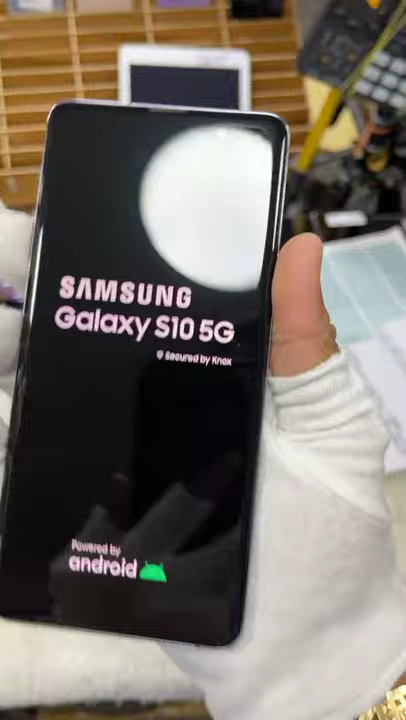 SAMSUNG
Galaxy S10 5G
Secured by Knox
Powered by
android